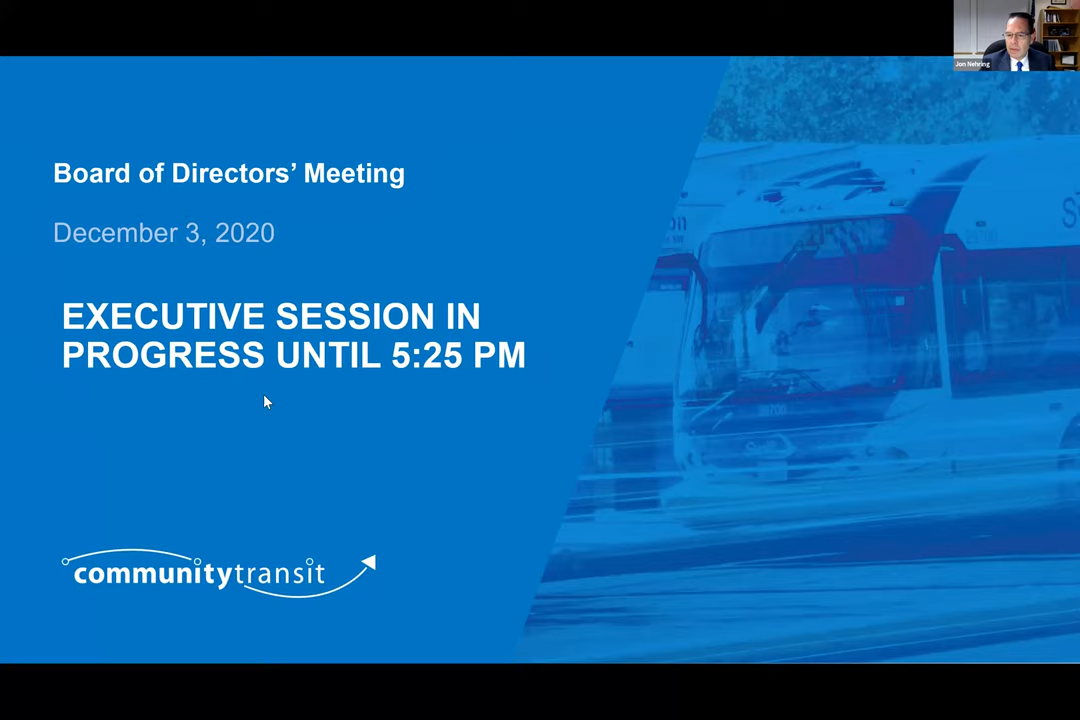 Jon Nehring
Board of Directors’ Meeting
December 3, 2020
EXECUTIVE SESSION IN
PROGRESS UNTIL 5:25 PM
communitytransit